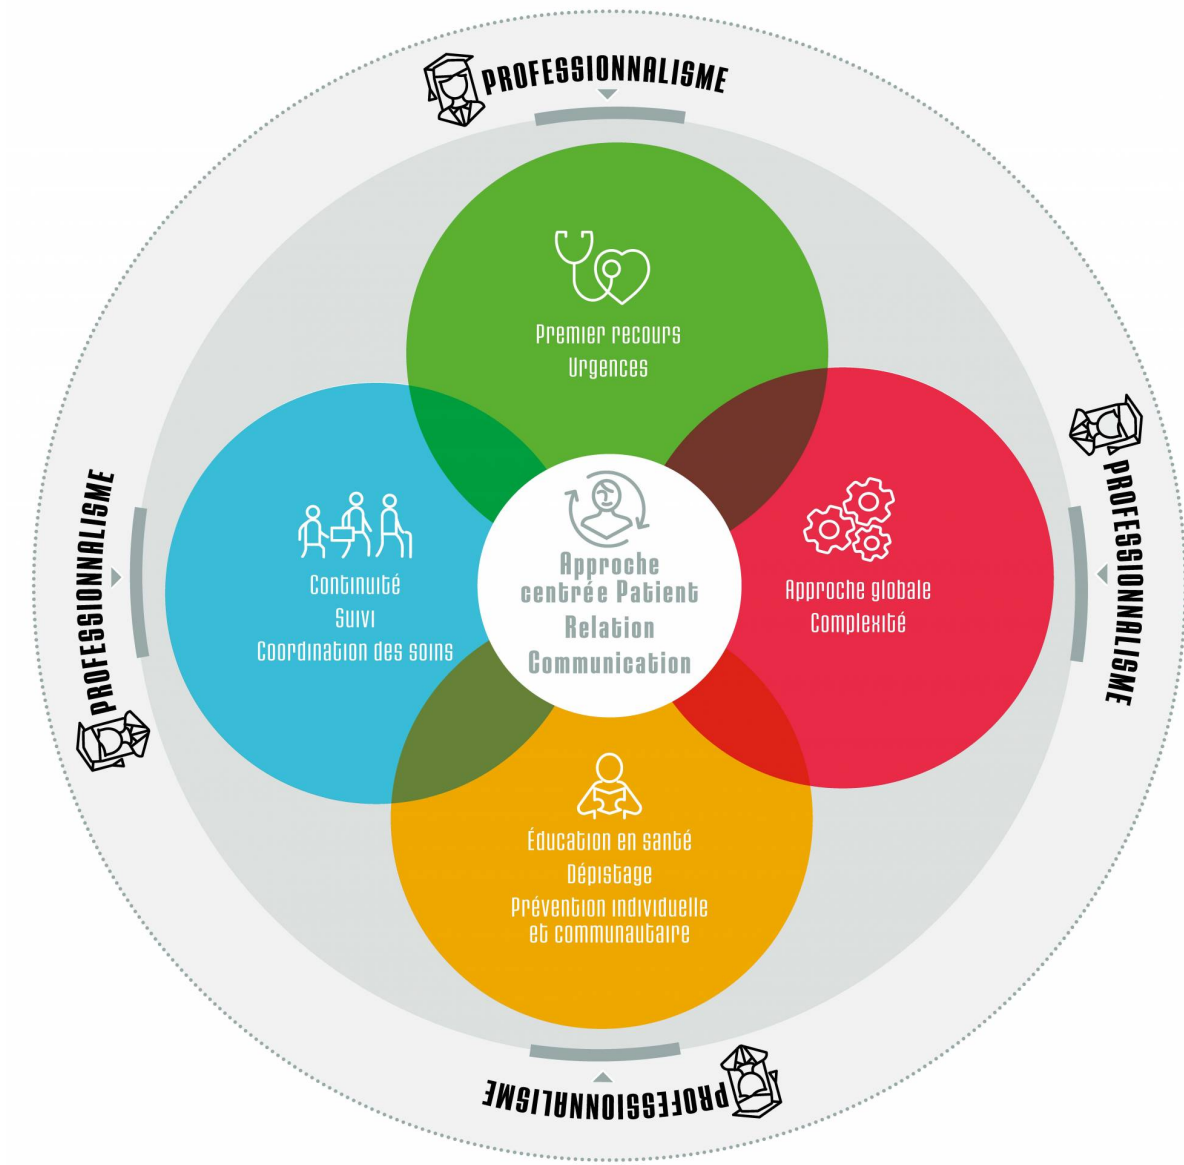 PROFESSIONNALISME
Premier recours
Urgences
Continuité
Suivi
Coordination des soins
Approche
centrée Patient
Relation
Communication
Approche globale
Complexité
Éducation en santé
Dépistage
Prévention individuelle
et communautaire
PROFESSIONNALISME
PROFESSIONNALISME
PROFESSIONNALISME